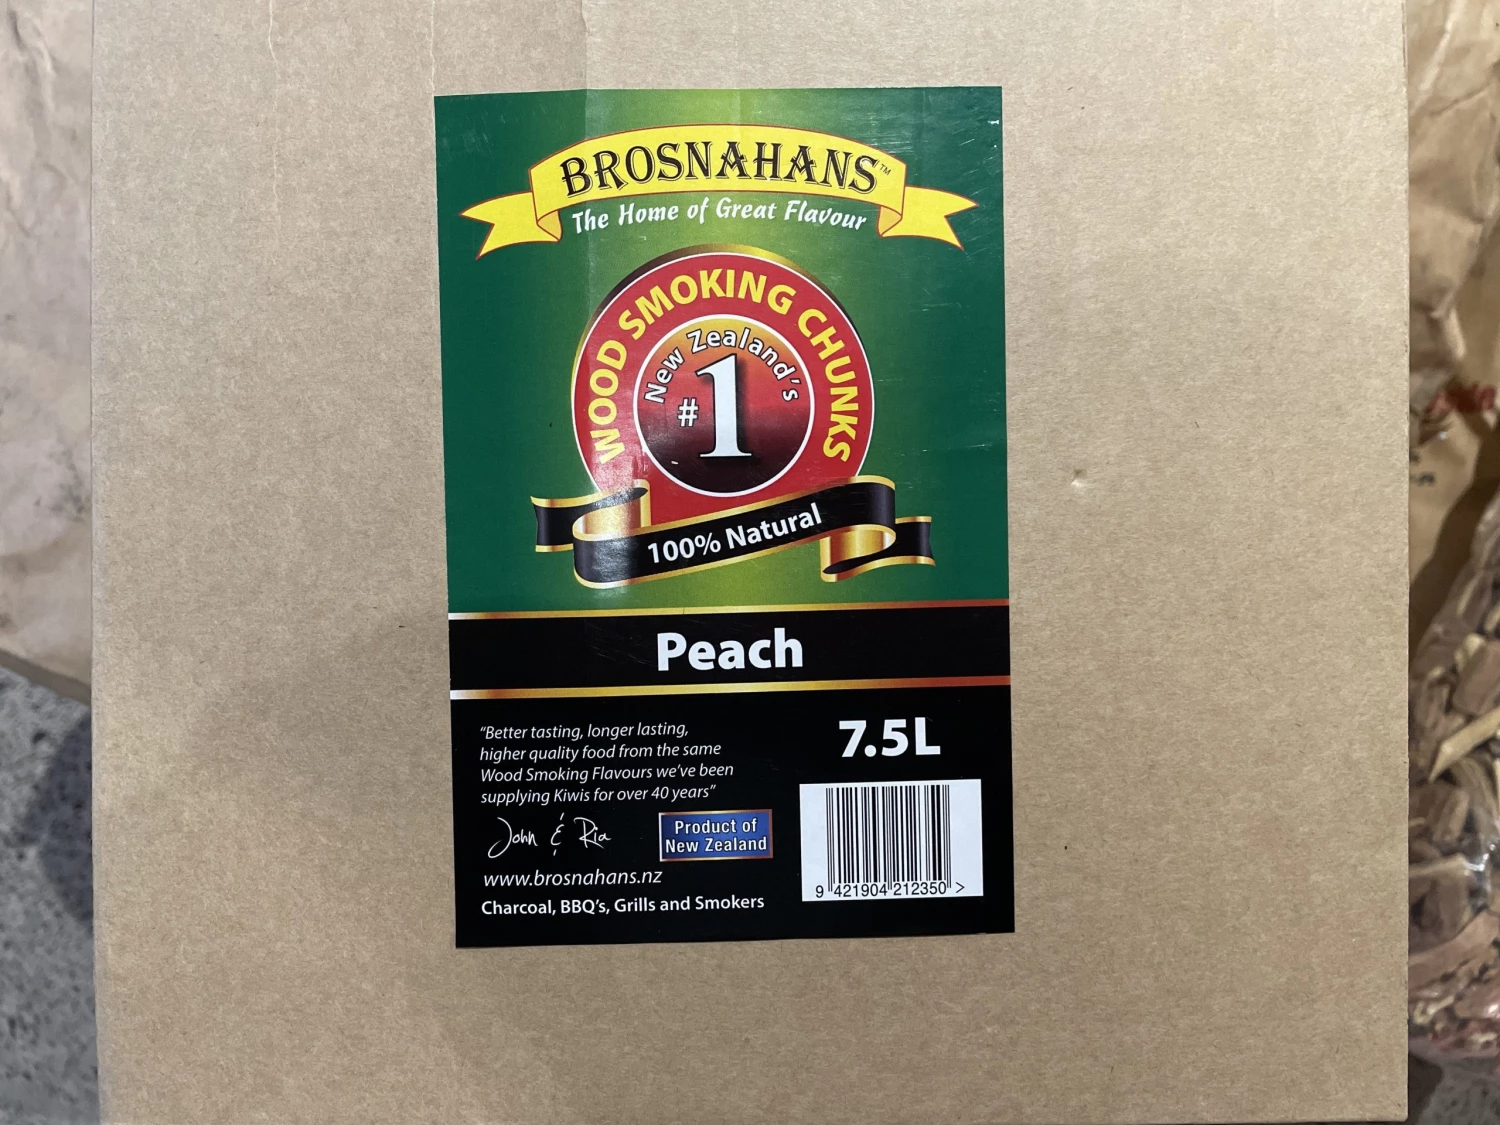 BROSNAHANS™
The Home of Great Flavour
WOOD SMOKING CHUNKS
New Zealand's
#1
100% Natural
Peach
"Better tasting, longer lasting,
higher quality food from the same
Wood Smoking Flavours we've been
supplying Kiwis for over 40 years"
7.5L
John & Ria
Product of
New Zealand
www.brosnahans.nz
Charcoal, BBQ's, Grills and Smokers
9 421904 212350 >